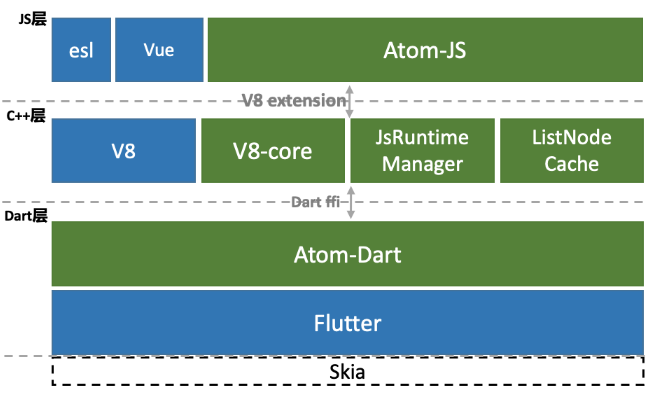 JS层
esl
Vue
Atom-JS
V8 extension
C++层
V8
V8-core
JsRuntime
Manager
ListNode
Cache
Dart ffi
Dart层
Atom-Dart
Flutter
Skia